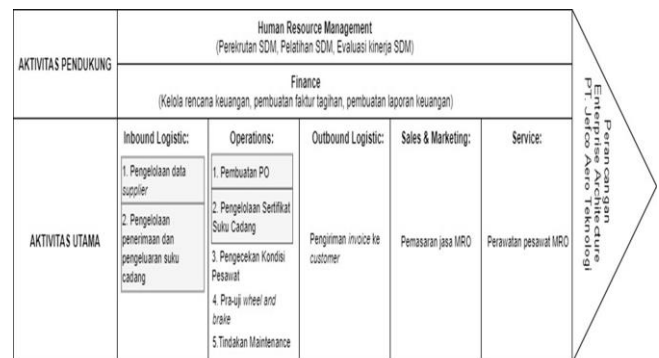 AKTIVITAS PENDUKUNG
Human Resource Management
(Perekrutan SDM, Pelatihan SDM, Evaluasi kinerja SDM)
Finance
(Kelola rencana keuangan, pembuatan faktur tagihan, pembuatan laporan keuangan)
AKTIVITAS UTAMA
Inbound Logistic:
1. Pengelolaan data
supplier
2. Pengelolaan
penerimaan dan
pengeluaran suku
cadang
Operations:
1. Pembuatan PO
2. Pengelolaan Sertifikat
Suku Cadang
3. Pengecekan Kondisi
Pesawat
4. Pra-uji wheel and
brake
5.Tindakan Maintenance
Outbound Logistic:
Pengiriman invoice ke
customer
Sales & Marketing:
Pemasaran jasa MRO
Service:
Perawatan pesawat MRO
Perancangan
Enterprise Architecture
PT. Jefco Aero Teknologi